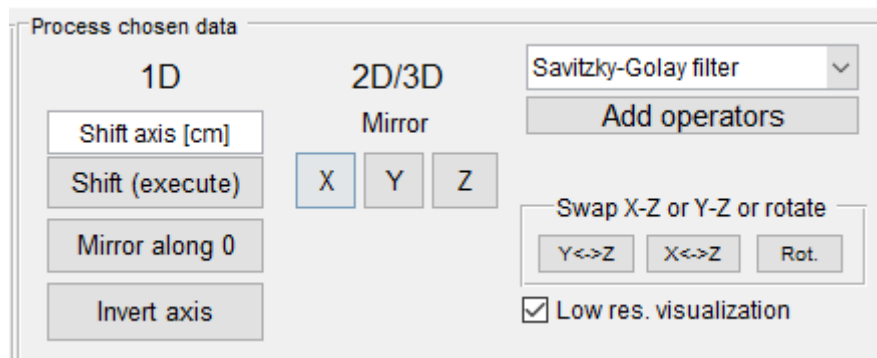 Process chosen data
1D
2D/3D
Savitzky-Golay filter
Shift axis [cm]
Mirror
Add operators
Shift (execute)
X
Y
Z
Swap X-Z or Y-Z or rotate
Mirror along 0
Y<->Z
X<->Z
Rot.
Invert axis
Low res. visualization